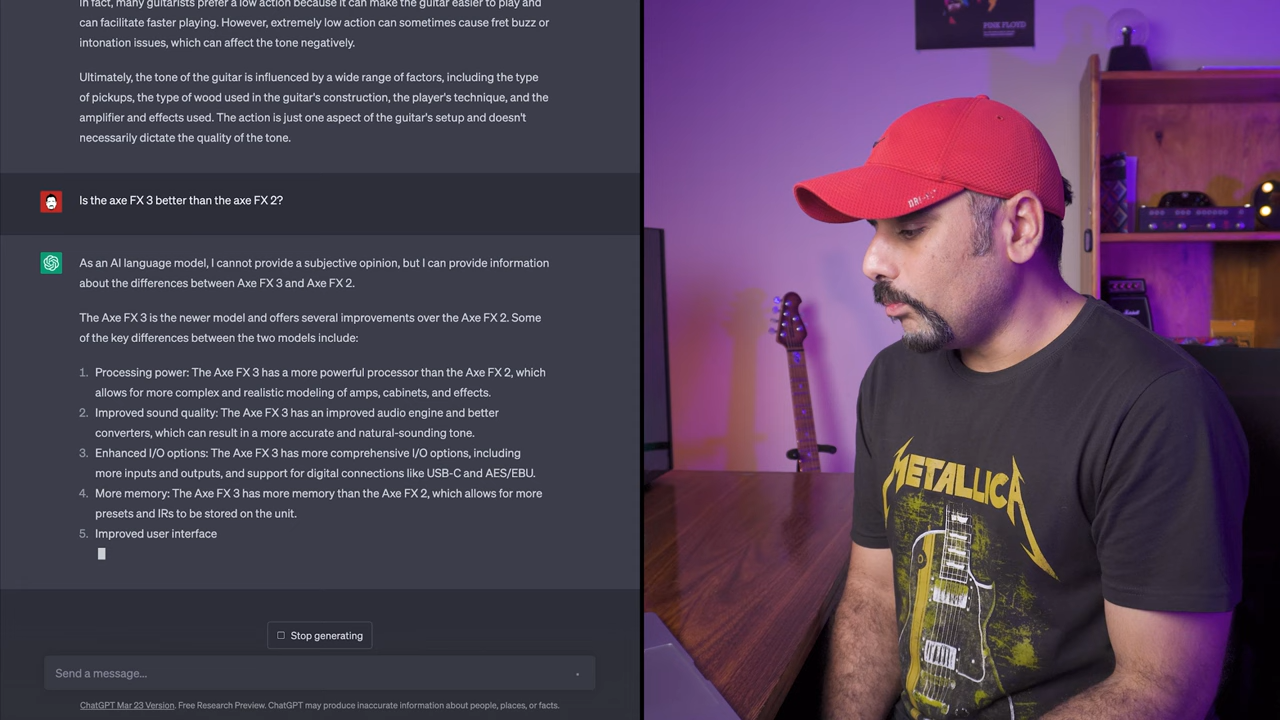 In fact, many guitarists prefer a low action because it can make the guitar easier to play and
can facilitate faster playing. However, extremely low action can sometimes cause fret buzz or
intonation issues, which can affect the tone negatively.
Ultimately, the tone of the guitar is influenced by a wide range of factors, including the type
of pickups, the type of wood used in the guitar's construction, the player's technique, and the
amplifier and effects used. The action is just one aspect of the guitar's setup and doesn't
necessarily dictate the quality of the tone.
Is the axe FX 3 better than the axe FX 2?
As an AI language model, I cannot provide a subjective opinion, but I can provide information
about the differences between Axe FX 3 and Axe FX 2.
The Axe FX 3 is the newer model and offers several improvements over the Axe FX 2. Some
of the key differences between the two models include:
1. Processing power: The Axe FX 3 has a more powerful processor than the Axe FX 2, which
allows for more complex and realistic modeling of amps, cabinets, and effects.
2. Improved sound quality: The Axe FX 3 has an improved audio engine and better
converters, which can result in a more accurate and natural-sounding tone.
3. Enhanced I/O options: The Axe FX 3 has more comprehensive I/O options, including
more inputs and outputs, and support for digital connections like USB-C and AES/EBU.
4. More memory: The Axe FX 3 has more memory than the Axe FX 2, which allows for more
presets and IRs to be stored on the unit.
5. Improved user interface
Stop generating
Send a message...
ChatGPT Mar 23 Version. Free Research Preview. ChatGPT may produce inaccurate information about people, places, or facts.
PINK FLOYD
METALLICA